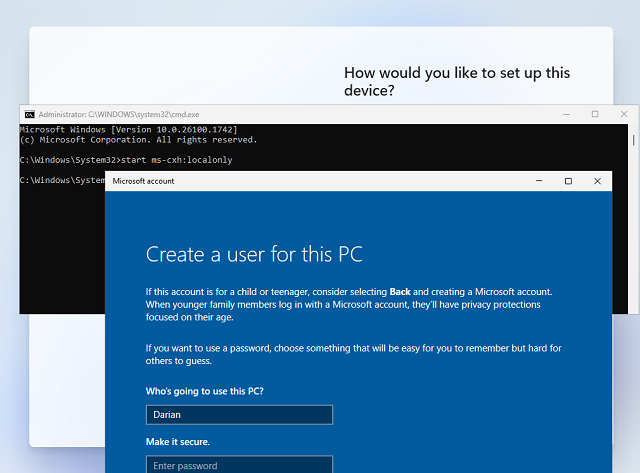 How would you like to set up this
device?
Administrator: C:\WINDOWS\system32\cmd.exe
Microsoft Windows [Version 10.0.26100.1742]
(c) Microsoft Corporation. All rights reserved.
C:\Windows\System32>start ms-cxh:localonly
C:\Windows\System
Microsoft account
Create a user for this PC
If this account is for a child or teenager, consider selecting Back and creating a Microsoft account.
When younger family members log in with a Microsoft account, they'll have privacy protections
focused on their age.
If you want to use a password, choose something that will be easy for you to remember but hard for
others to guess.
Who's going to use this PC?
Darian
Make it secure.
Enter password